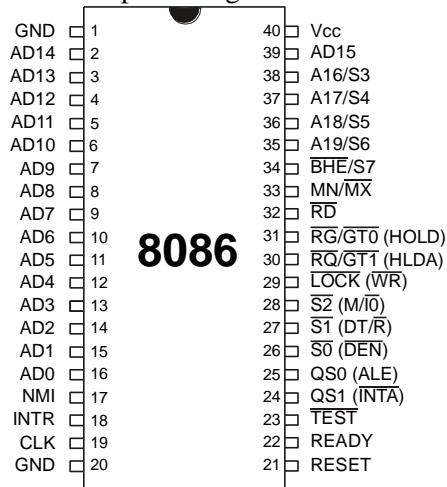 GND 1 40 Vcc
AD14 2 39 AD15
AD13 3 38 A16/S3
AD12 4 37 A17/S4
AD11 5 36 A18/S5
AD10 6 35 A19/S6
AD9 7 34 BHE/S7
AD8 8 33 MN/MX
AD7 9 32 RD
AD6 10 31 RG/GT0 (HOLD)
8086
AD5 11 30 RQ/GT1 (HLDA)
AD4 12 29 LOCK (WR)
AD3 13 28 S2 (M/I0)
AD2 14 27 S1 (DT/R)
AD1 15 26 S0 (DEN)
AD0 16 25 QS0 (ALE)
NMI 17 24 QS1 (INTA)
INTR 18 23 TEST
CLK 19 22 READY
GND 20 21 RESET